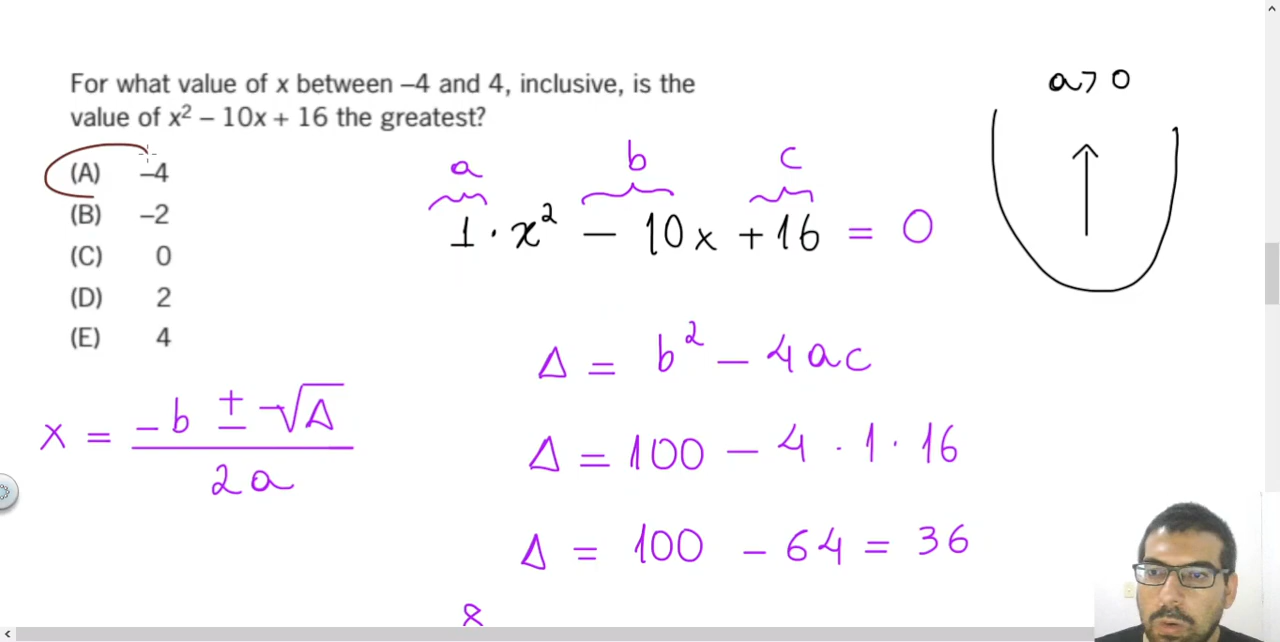 For what value of x between –4 and 4, inclusive, is the
value of x² – 10x + 16 the greatest?
(A) –4
(B) –2
(C) 0
(D) 2
(E) 4
a > 0
a b c
1 · x² – 10x + 16 = 0
Δ = b² – 4ac
x = –b ± √Δ / 2a
Δ = 100 – 4 · 1 · 16
Δ = 100 – 64 = 36
8